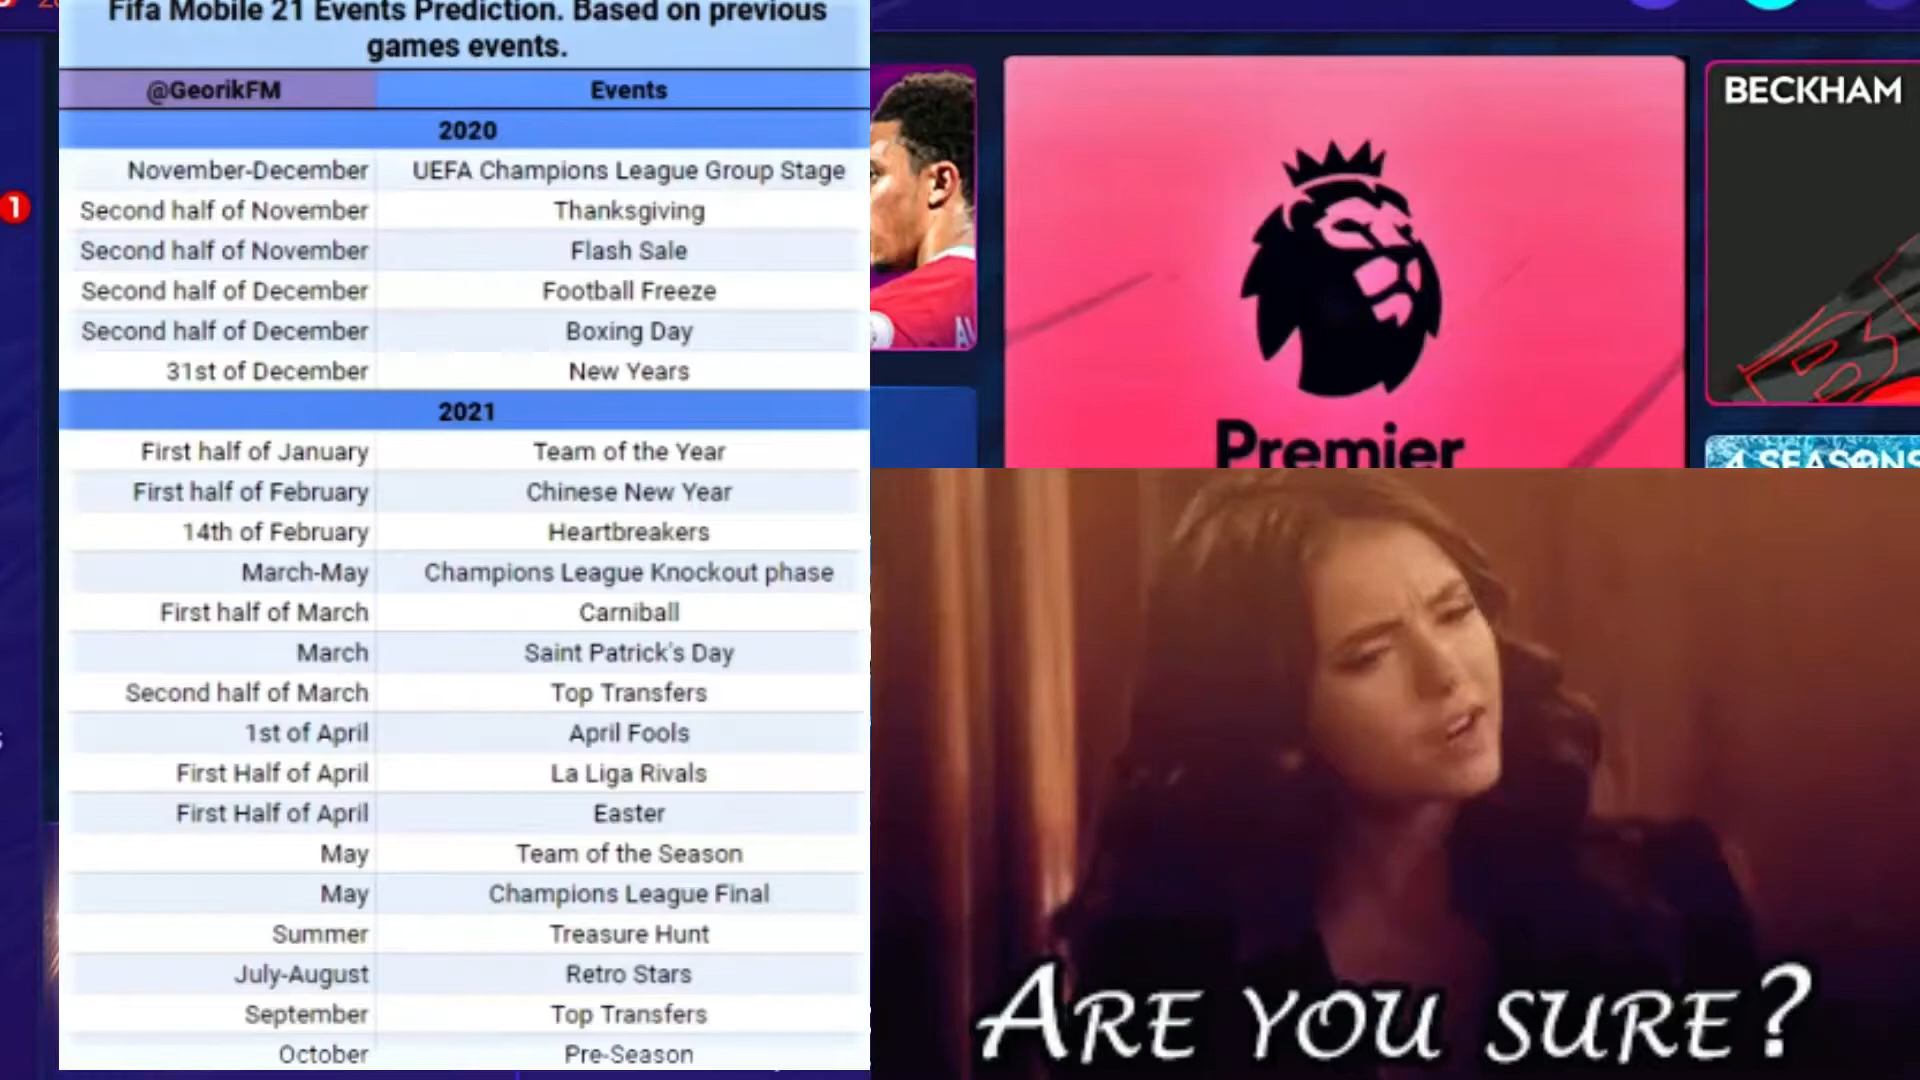 Fifa Mobile 21 Events Prediction. Based on previous
games events.
@GeorikFM Events
2020
November-December UEFA Champions League Group Stage
Second half of November Thanksgiving
Second half of November Flash Sale
Second half of December Football Freeze
Second half of December Boxing Day
31st of December New Years
2021
First half of January Team of the Year
First half of February Chinese New Year
14th of February Heartbreakers
March-May Champions League Knockout phase
First half of March Carniball
March Saint Patrick's Day
Second half of March Top Transfers
1st of April April Fools
First Half of April La Liga Rivals
First Half of April Easter
May Team of the Season
May Champions League Final
Summer Treasure Hunt
July-August Retro Stars
September Top Transfers
October Pre-Season
1
Premier
BECKHAM
4 SEASONS
ARE YOU SURE?